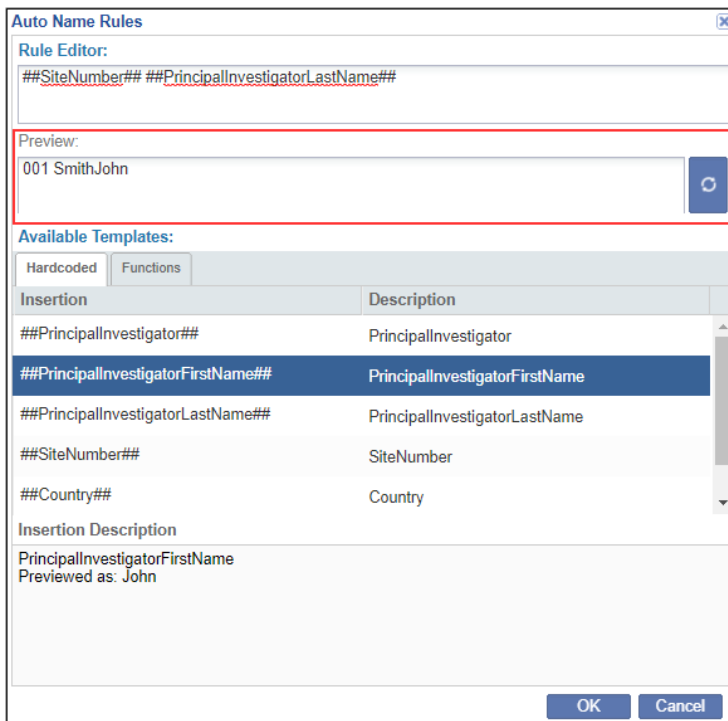 Auto Name Rules
Rule Editor:
##SiteNumber## ##PrincipalInvestigatorLastName##
Preview:
001 SmithJohn
Available Templates:
Hardcoded Functions
Insertion Description
##PrincipalInvestigator## PrincipalInvestigator
##PrincipalInvestigatorFirstName## PrincipalInvestigatorFirstName
##PrincipalInvestigatorLastName## PrincipalInvestigatorLastName
##SiteNumber## SiteNumber
##Country## Country
Insertion Description
PrincipalInvestigatorFirstName
Previewed as: John
OK Cancel